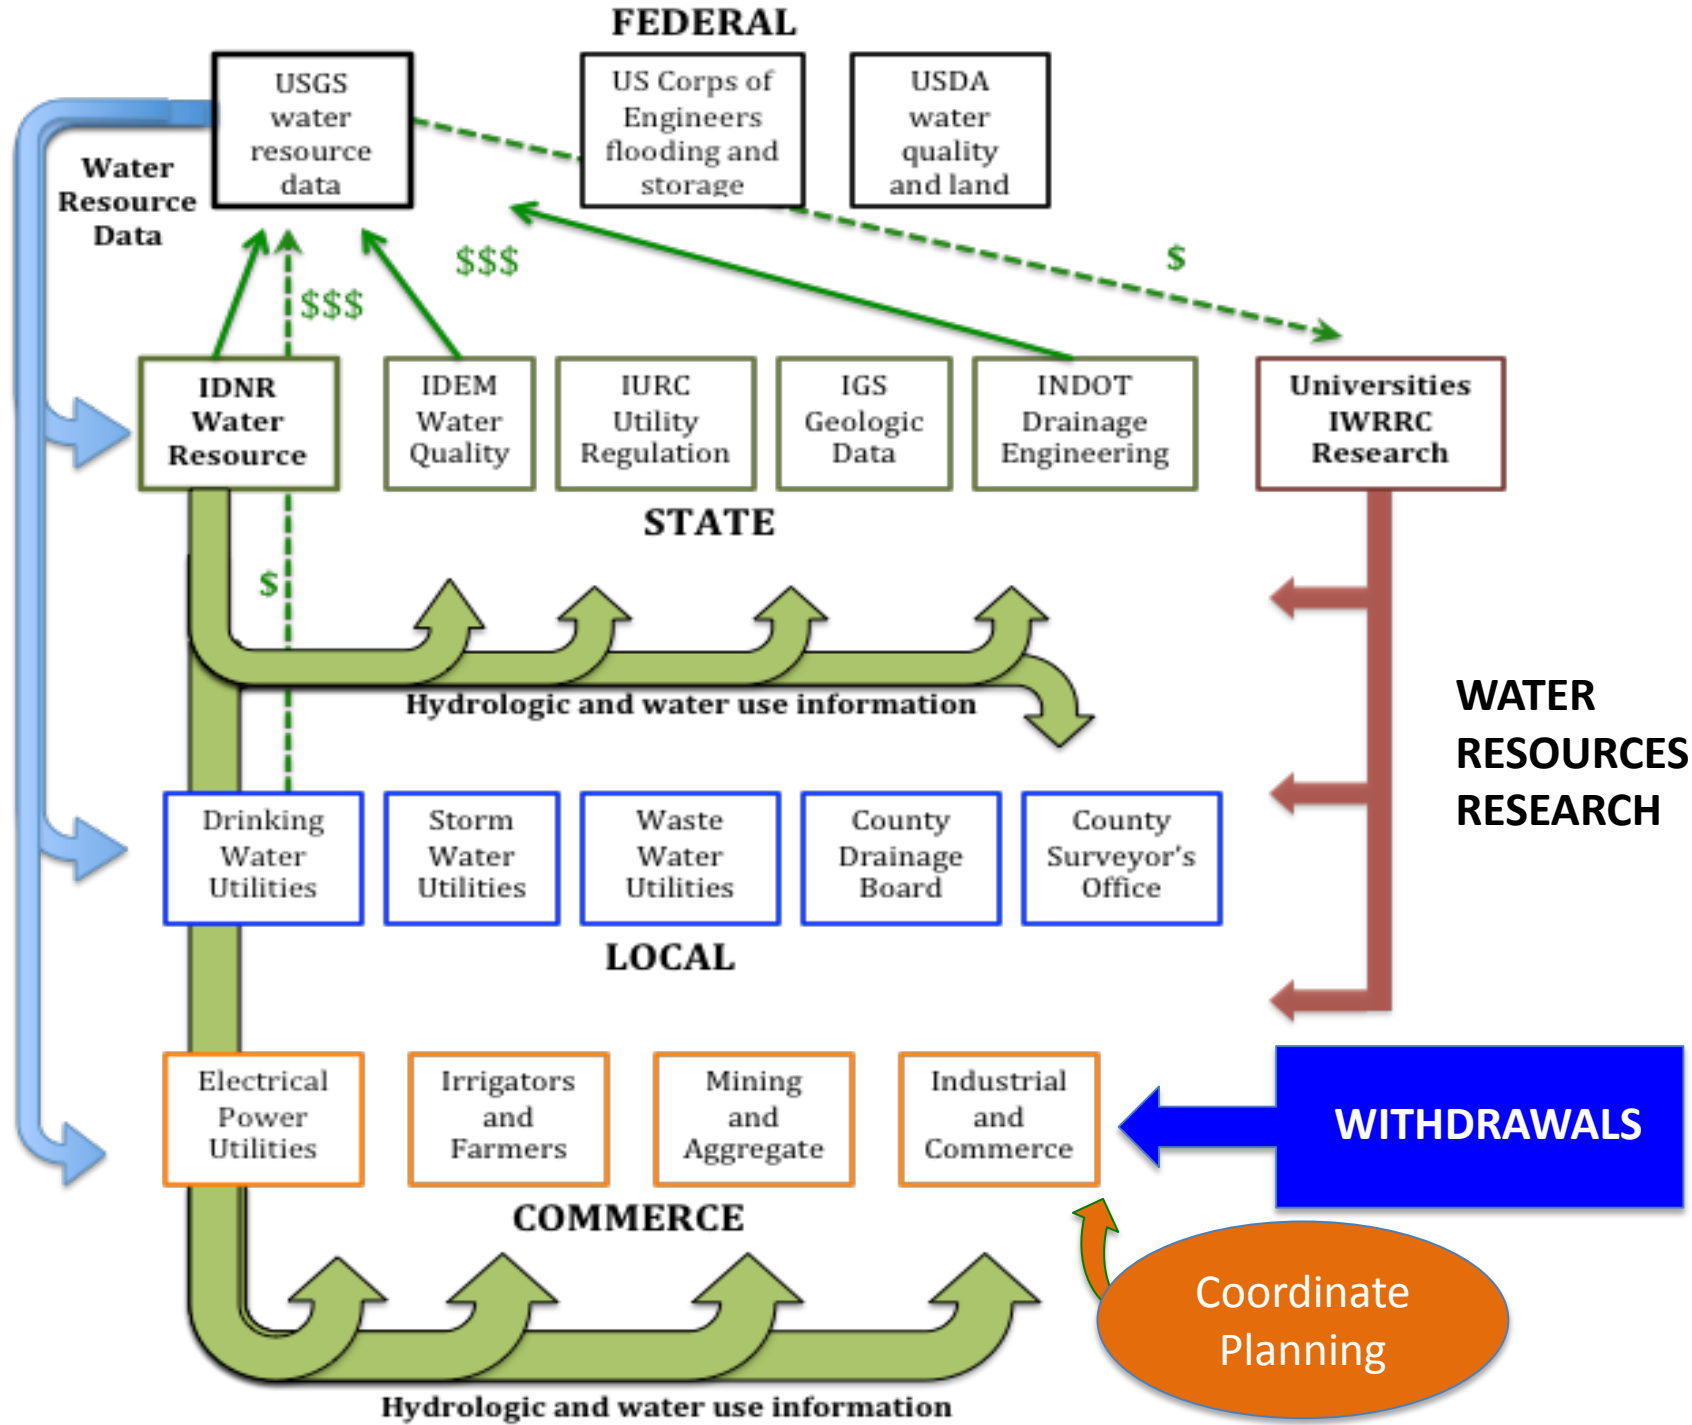 FEDERAL
USGS
water
resource
data
US Corps of
Engineers
flooding and
storage
USDA
water
quality
and land
Water
Resource
Data
$$$
$$$
$
IDNR
Water
Resource
IDEM
Water
Quality
IURC
Utility
Regulation
IGS
Geologic
Data
INDOT
Drainage
Engineering
Universities
IWRRC
Research
STATE
$
Hydrologic and water use information
WATER
RESOURCES
RESEARCH
Drinking
Water
Utilities
Storm
Water
Utilities
Waste
Water
Utilities
County
Drainage
Board
County
Surveyor's
Office
LOCAL
Electrical
Power
Utilities
Irrigators
and
Farmers
Mining
and
Aggregate
Industrial
and
Commerce
WITHDRAWALS
COMMERCE
Coordinate
Planning
Hydrologic and water use information